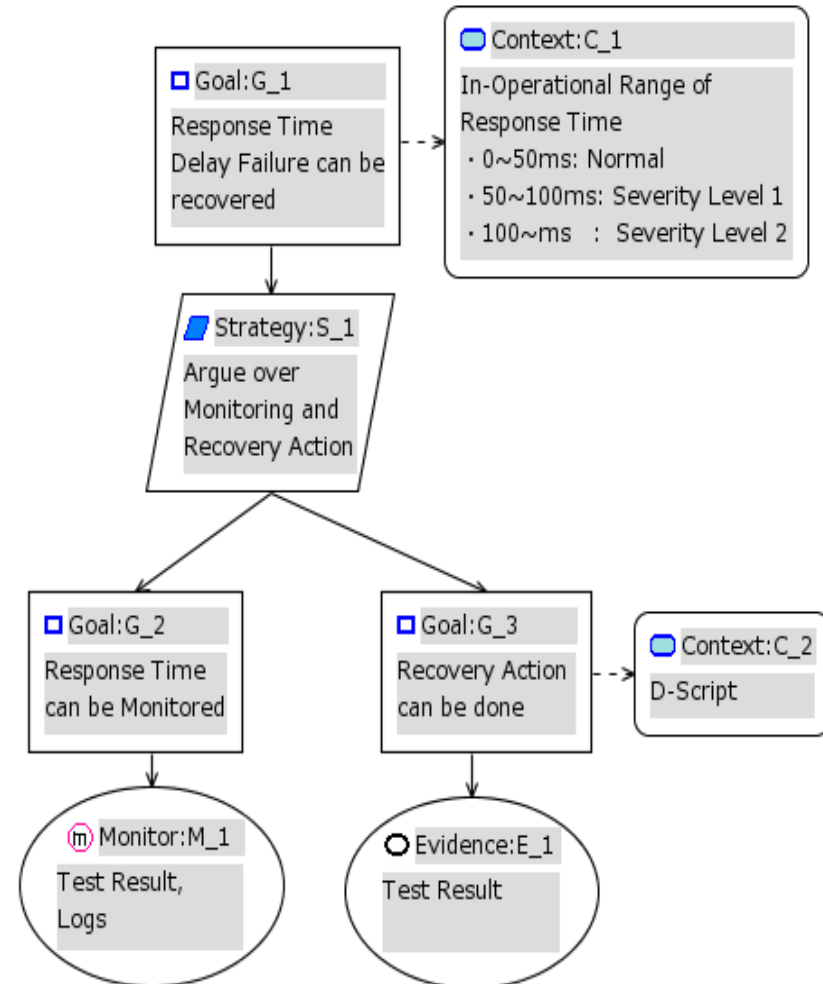 Goal:G_1
Response Time
Delay Failure can be
recovered
Context:C_1
In-Operational Range of
Response Time
・0~50ms: Normal
・50~100ms: Severity Level 1
・100~ms : Severity Level 2
Strategy:S_1
Argue over
Monitoring and
Recovery Action
Goal:G_2
Response Time
can be Monitored
Goal:G_3
Recovery Action
can be done
Context:C_2
D-Script
m Monitor:M_1
Test Result,
Logs
Evidence:E_1
Test Result